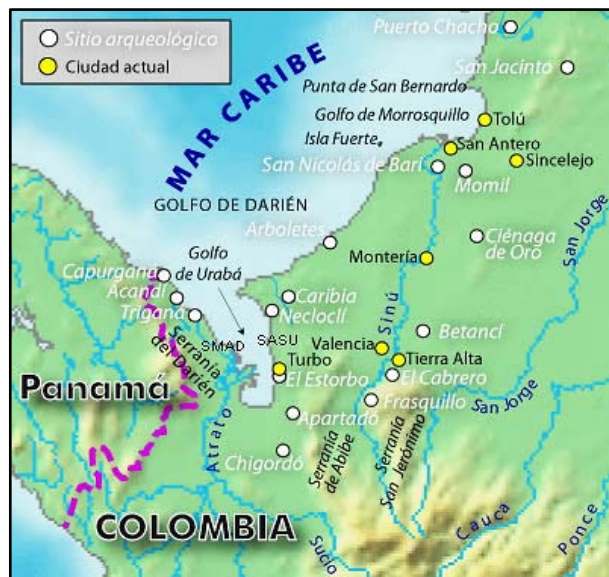 Sitio arqueológico
Ciudad actual
MAR CARIBE
Puerto Chacho
San Jacinto
Punta de San Bernardo
Golfo de Morrosquillo
Tolú
Isla Fuerte
San Antero
Sincelejo
San Nicolás de Barí
Momil
GOLFO DE DARIÉN
Arboletes
Ciénaga
de Oro
San Jorge
Golfo
de Urabá
Montería
Capurganá
Acandí
Triganá
Caribia
Necloclí
Sinú
Betancí
SMAD
SASU
Valencia
Turbo
Tierra Alta
Serranía
del Darién
El Estorbo
El Cabrero
Panamá
Frasquillo
San Jorge
Apartadó
Atrato
Chigordó
Serranía
de Abibe
Serranía
San Jerónimo
COLOMBIA
Sucio
Cauca
Ponce